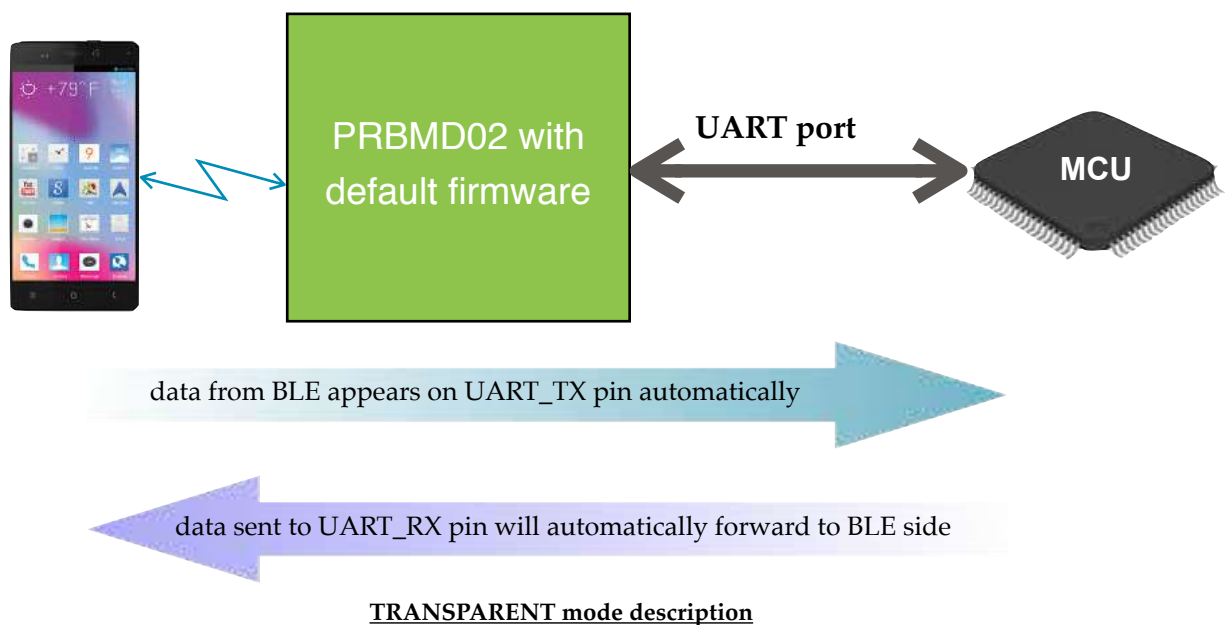 +79°F
PRBMD02 with
default firmware
UART port
MCU
data from BLE appears on UART_TX pin automatically
data sent to UART_RX pin will automatically forward to BLE side
TRANSPARENT mode description